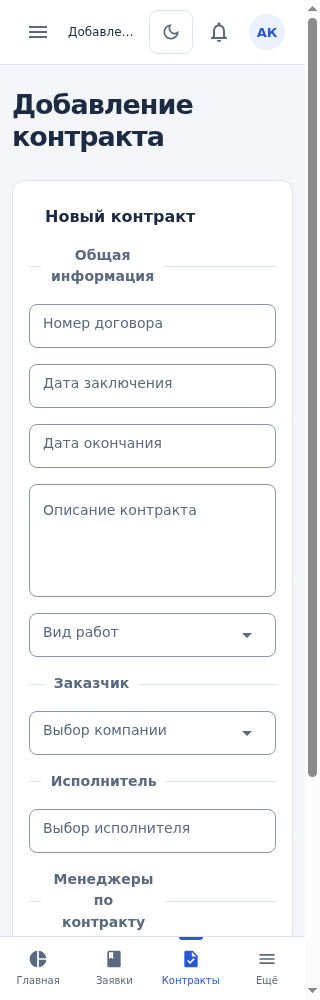 Добавле...
АК
Добавление
контракта
Новый контракт
Общая
информация
Номер договора
Дата заключения
Дата окончания
Описание контракта
Вид работ
Заказчик
Выбор компании
Исполнитель
Выбор исполнителя
Менеджеры
по
контракту
Главная
Заявки
Контракты
Ещё